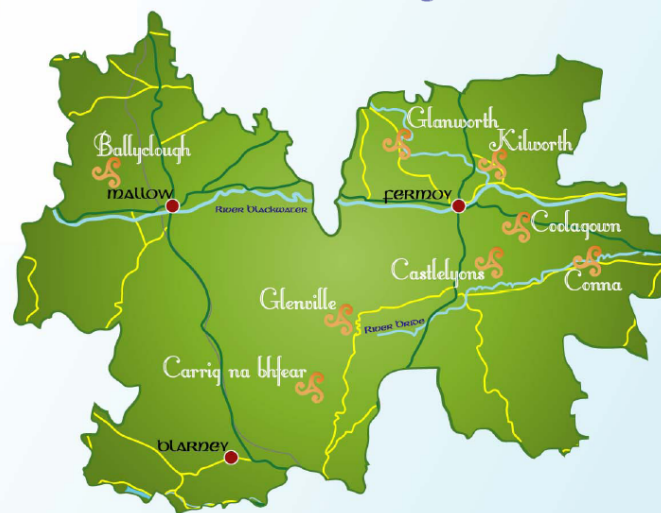 Glanworth
Kilworth
Ballyclough
MALLOW
FERMOY
RIVER BLACKWATER
Coolagown
Castlelyons
Conna
Glenville
RIVER BRIDE
Carrig na bhfear
BLARNEY